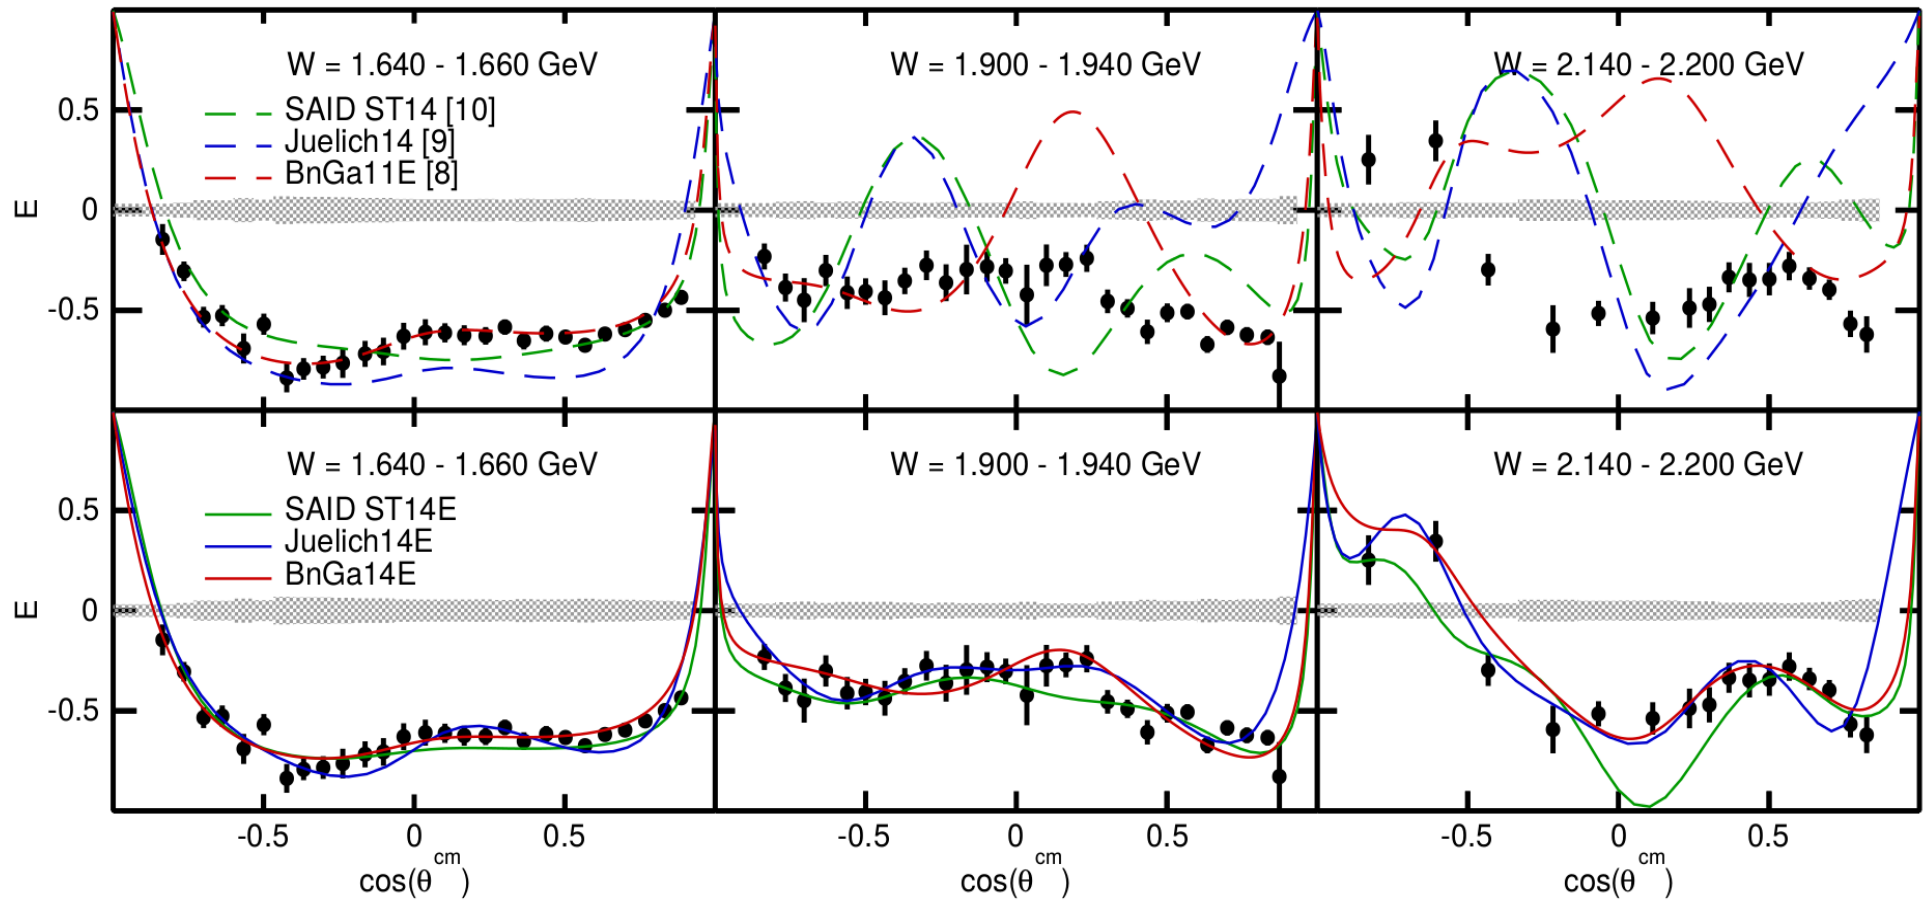 W = 1.640 - 1.660 GeV
W = 1.900 - 1.940 GeV
W = 2.140 - 2.200 GeV
SAID ST14 [10]
Juelich14 [9]
BnGa11E [8]
0.5
0
-0.5
E
W = 1.640 - 1.660 GeV
W = 1.900 - 1.940 GeV
W = 2.140 - 2.200 GeV
SAID ST14E
Juelich14E
BnGa14E
0.5
0
-0.5
E
-0.5 0 0.5
-0.5 0 0.5
-0.5 0 0.5
cos(θ^cm)
cos(θ^cm)
cos(θ^cm)